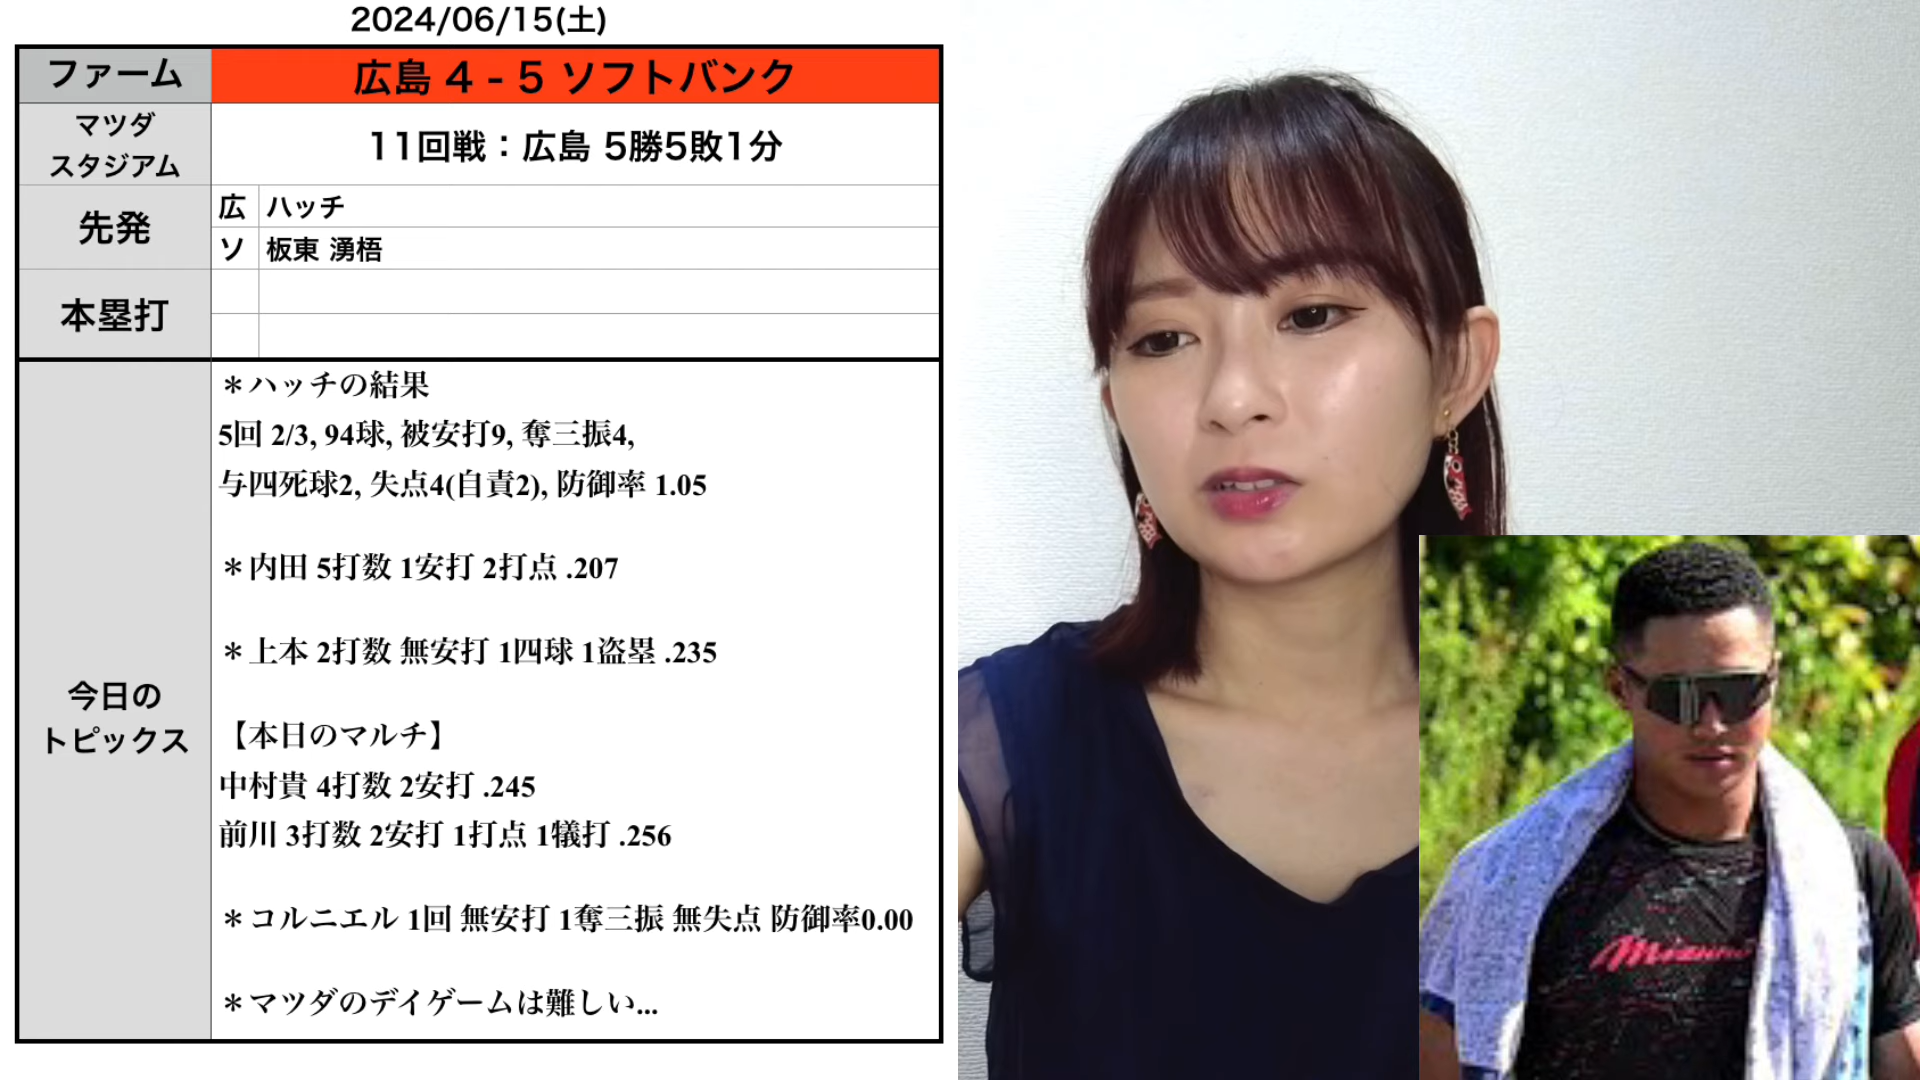 2024/06/15(土)
ファーム
広島 4 - 5 ソフトバンク
マツダ
スタジアム
11回戦：広島 5勝5敗1分
先発
広 ハッチ
ソ 板東 湧梧
本塁打
今日の
トピックス
＊ハッチの結果
5回 2/3, 94球, 被安打9, 奪三振4,
与四死球2, 失点4(自責2), 防御率 1.05
＊内田 5打数 1安打 2打点 .207
＊上本 2打数 無安打 1四球 1盗塁 .235
【本日のマルチ】
中村貴 4打数 2安打 .245
前川 3打数 2安打 1打点 1犠打 .256
＊コルニエル 1回 無安打 1奪三振 無失点 防御率0.00
＊マツダのデイゲームは難しい...
Mizuno